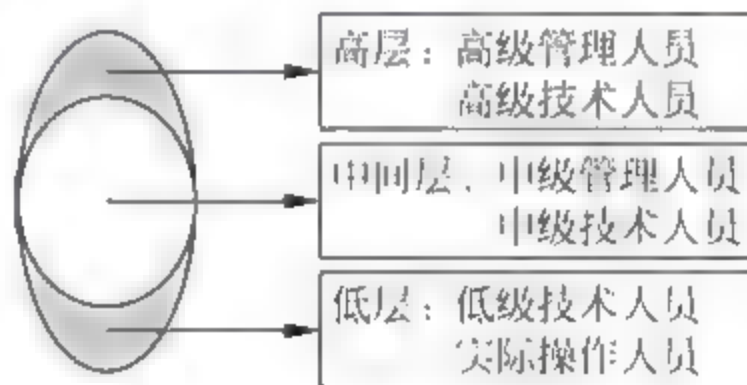 高层：高级管理人员
高级技术人员
中间层：中级管理人员
中级技术人员
低层：低级技术人员
实际操作人员